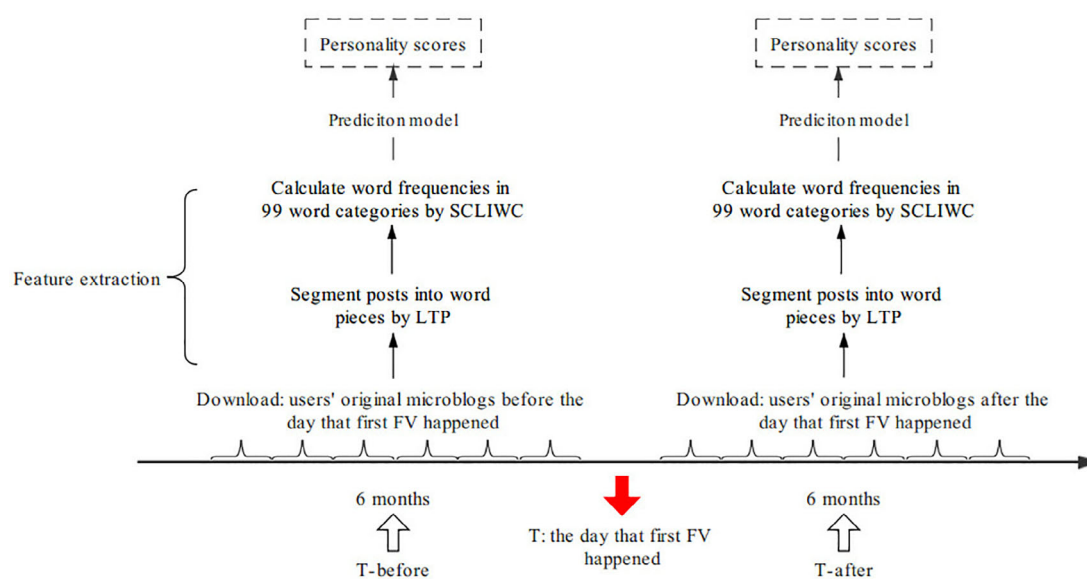 Personality scores
Personality scores
Prediciton model
Prediciton model
Calculate word frequencies in
99 word categories by SCLIWC
Calculate word frequencies in
99 word categories by SCLIWC
Feature extraction
Segment posts into word
pieces by LTP
Segment posts into word
pieces by LTP
Download: users' original microblogs before the
day that first FV happened
Download: users' original microblogs after the
day that first FV happened
6 months
6 months
T: the day that first FV
happened
T-before
T-after